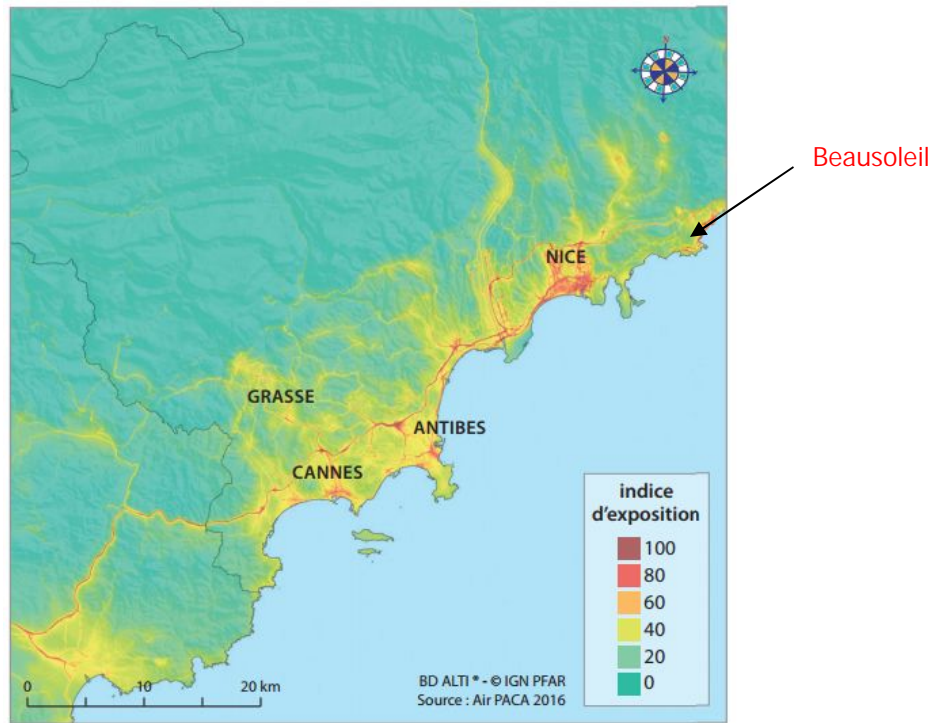 N
Beausoleil
NICE
GRASSE
ANTIBES
CANNES
indice
d'exposition
100
80
60
40
20
0
0 10 20 km
BD ALTI ® - © IGN PFAR
Source : Air PACA 2016